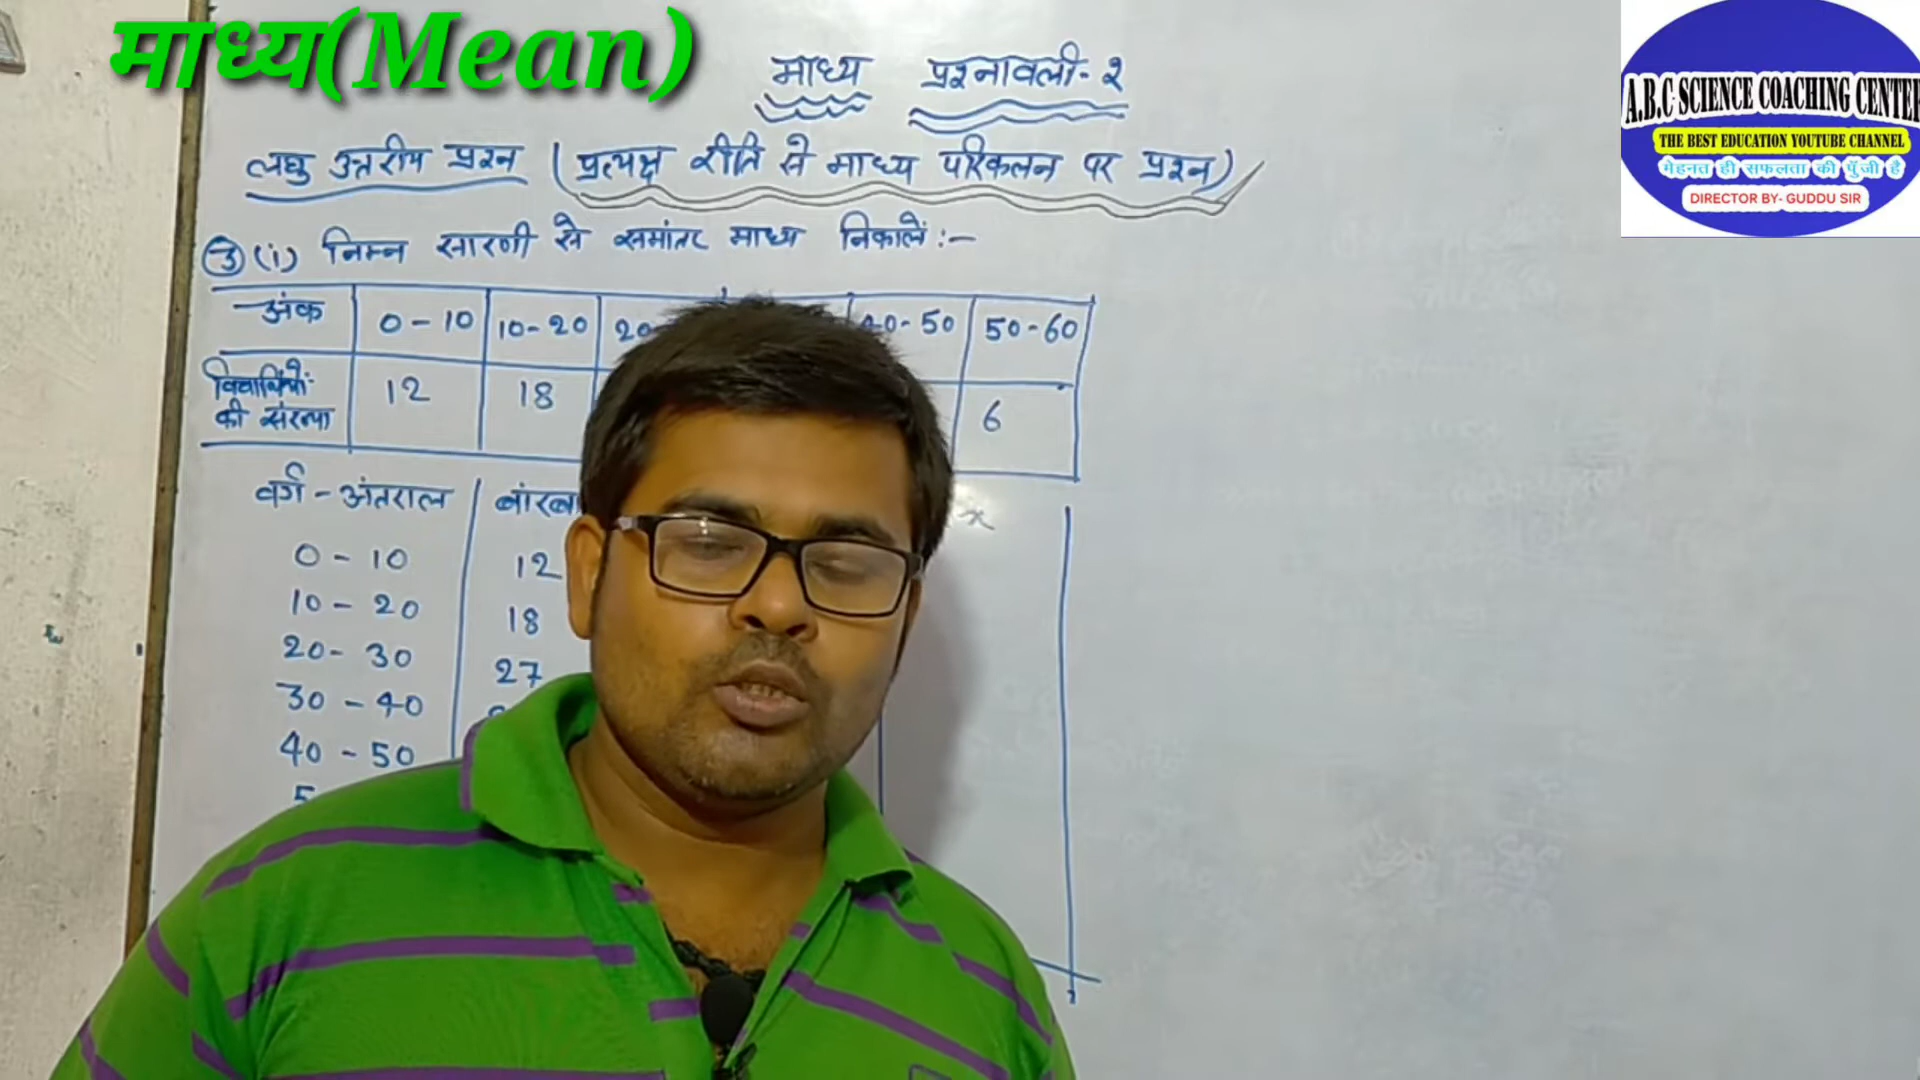 माध्य(Mean)
माध्य प्रश्नावली-२
A.B.C SCIENCE COACHING CENTER
THE BEST EDUCATION YOUTUBE CHANNEL
मेहनत ही सफलता की पुँजी है
DIRECTOR BY- GUDDU SIR
लघु उत्तरीय प्रश्न (प्रत्यक्ष रीति से माध्य परिकलन पर प्रश्न)
③(i) निम्न सारणी से समांतर माध्य निकालें:-
अंक 0-10 10-20 20- 40-50 50-60
विद्यार्थियों की संख्या 12 18 6
वर्ग-अंतराल x
0-10 12
10-20 18
20-30 27
30-40
40-50
5